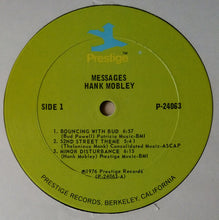 Prestige
MESSAGES
HANK MOBLEY
SIDE 1
P-24063
1. BOUNCING WITH BUD 6:57
(Bud Powell) Patricia Music-BMI
2. 52ND STREET THEME 5:41
(Thelonious Monk) Consolidated Music-ASCAP
3. MINOR DISTURBANCE 6:15
(Hank Mobley) Prestige Music-BMI
℗1976 Prestige Records
(P-24063-A)
PRESTIGE RECORDS, BERKELEY, CALIFORNIA